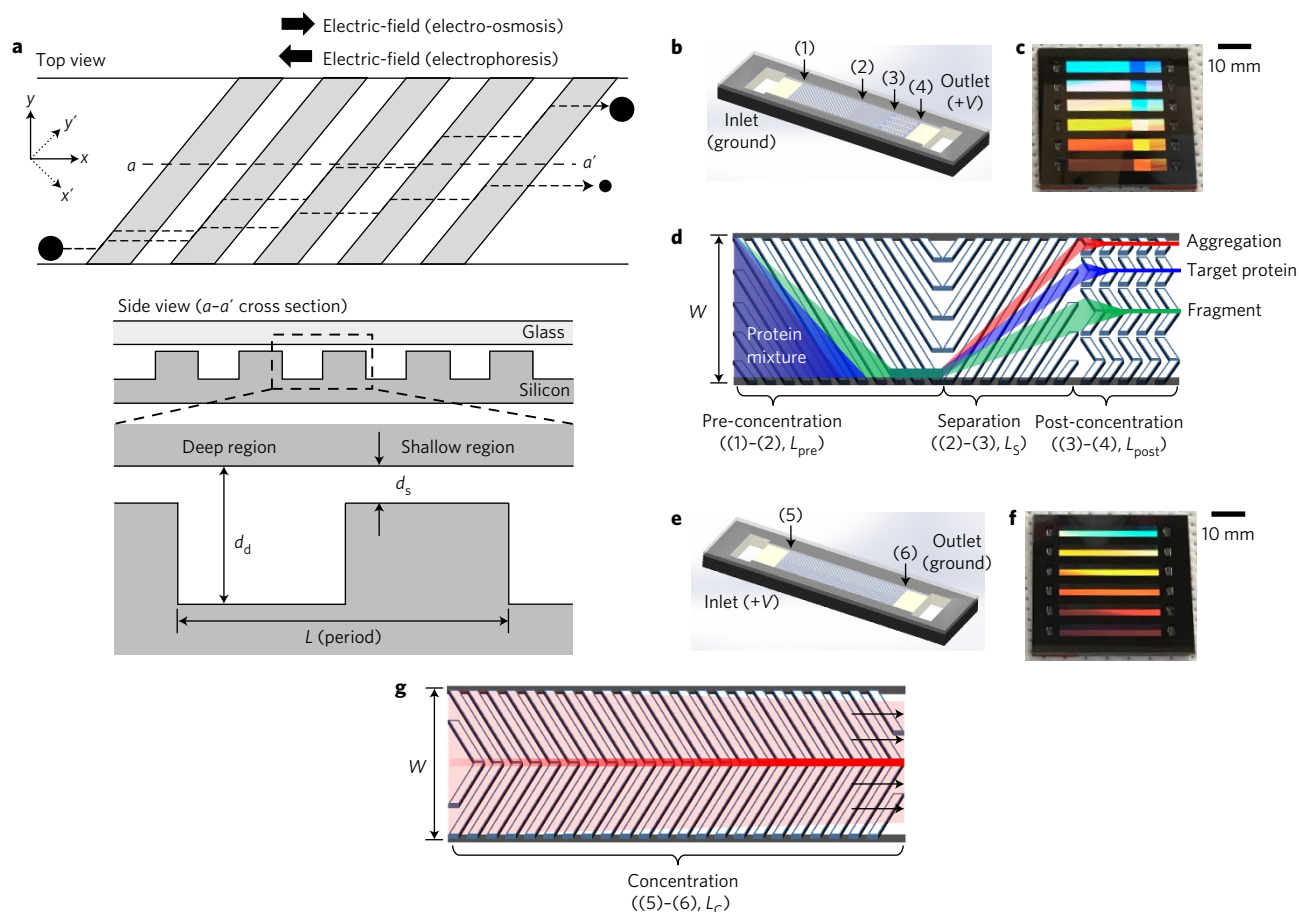 a
Electric-field (electro-osmosis)
Electric-field (electrophoresis)
Top view
y
y′
x
x′
a
a′
Side view (a–a′ cross section)
Glass
Silicon
Deep region
Shallow region
d_s
d_d
L (period)
b
(1)
(2)
(3)
(4)
Outlet
(+V)
Inlet
(ground)
c
10 mm
d
W
Protein
mixture
Aggregation
Target protein
Fragment
Pre-concentration
((1)–(2), L_pre)
Separation
((2)–(3), L_S)
Post-concentration
((3)–(4), L_post)
e
(5)
(6)
Outlet
(ground)
Inlet (+V)
f
10 mm
g
W
Concentration
((5)–(6), L_C)